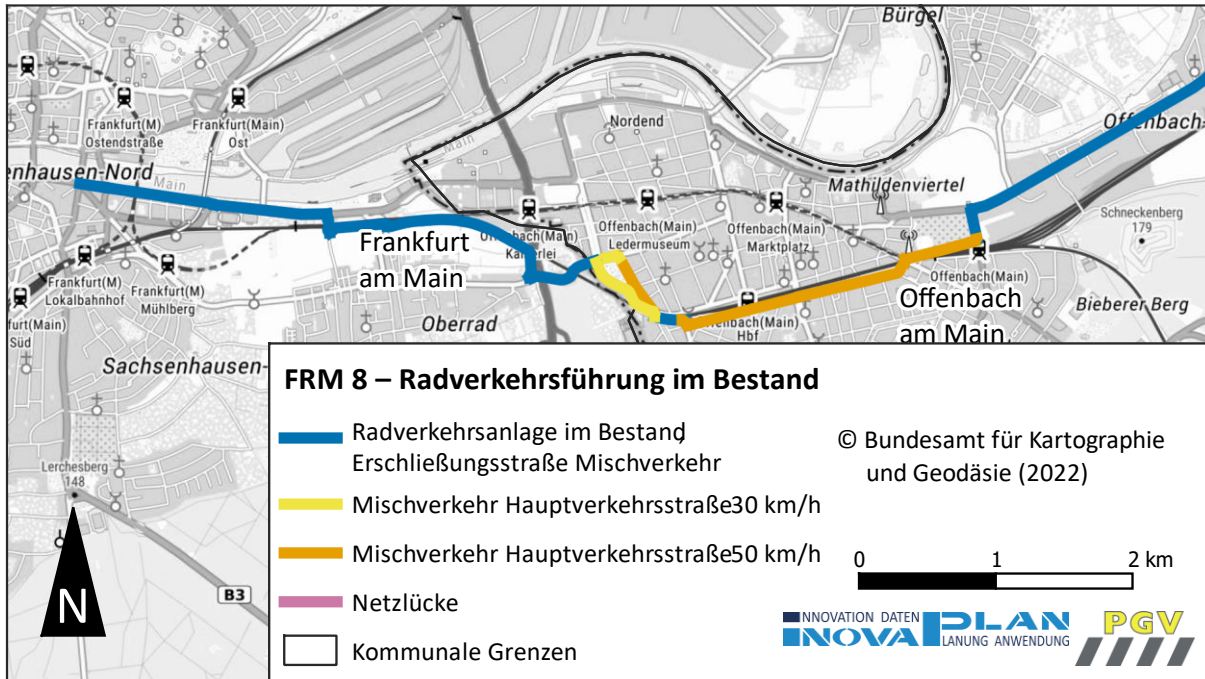 Bürgel
Frankfurt(M)
Ostendstraße
Frankfurt(Main)
Ost
Nordend
Offenbach-
enhausen-Nord
Main
Main
Mathildenviertel
Schneckenberg
179
Frankfurt
am Main
Offenbach(Main)
Kaiserlei
Offenbach(Main)
Ledermuseum
Offenbach(Main)
Marktplatz
Frankfurt(M)
Lokalbahnhof
Frankfurt(M)
Mühlberg
furt(Main)
Süd
Oberrad
Offenbach(Main)
Hbf
Offenbach(Main)
Offenbach
am Main
Bieberer Berg
Sachsenhausen-
Lerchesberg
148
B3
N
FRM 8 – Radverkehrsführung im Bestand
Radverkehrsanlage im Bestand,
Erschließungsstraße Mischverkehr
Mischverkehr Hauptverkehrsstraße30 km/h
Mischverkehr Hauptverkehrsstraße50 km/h
Netzlücke
Kommunale Grenzen
© Bundesamt für Kartographie
und Geodäsie (2022)
0 1 2 km
INNOVATION DATEN
INOVAPLAN
PLANUNG ANWENDUNG
PGV